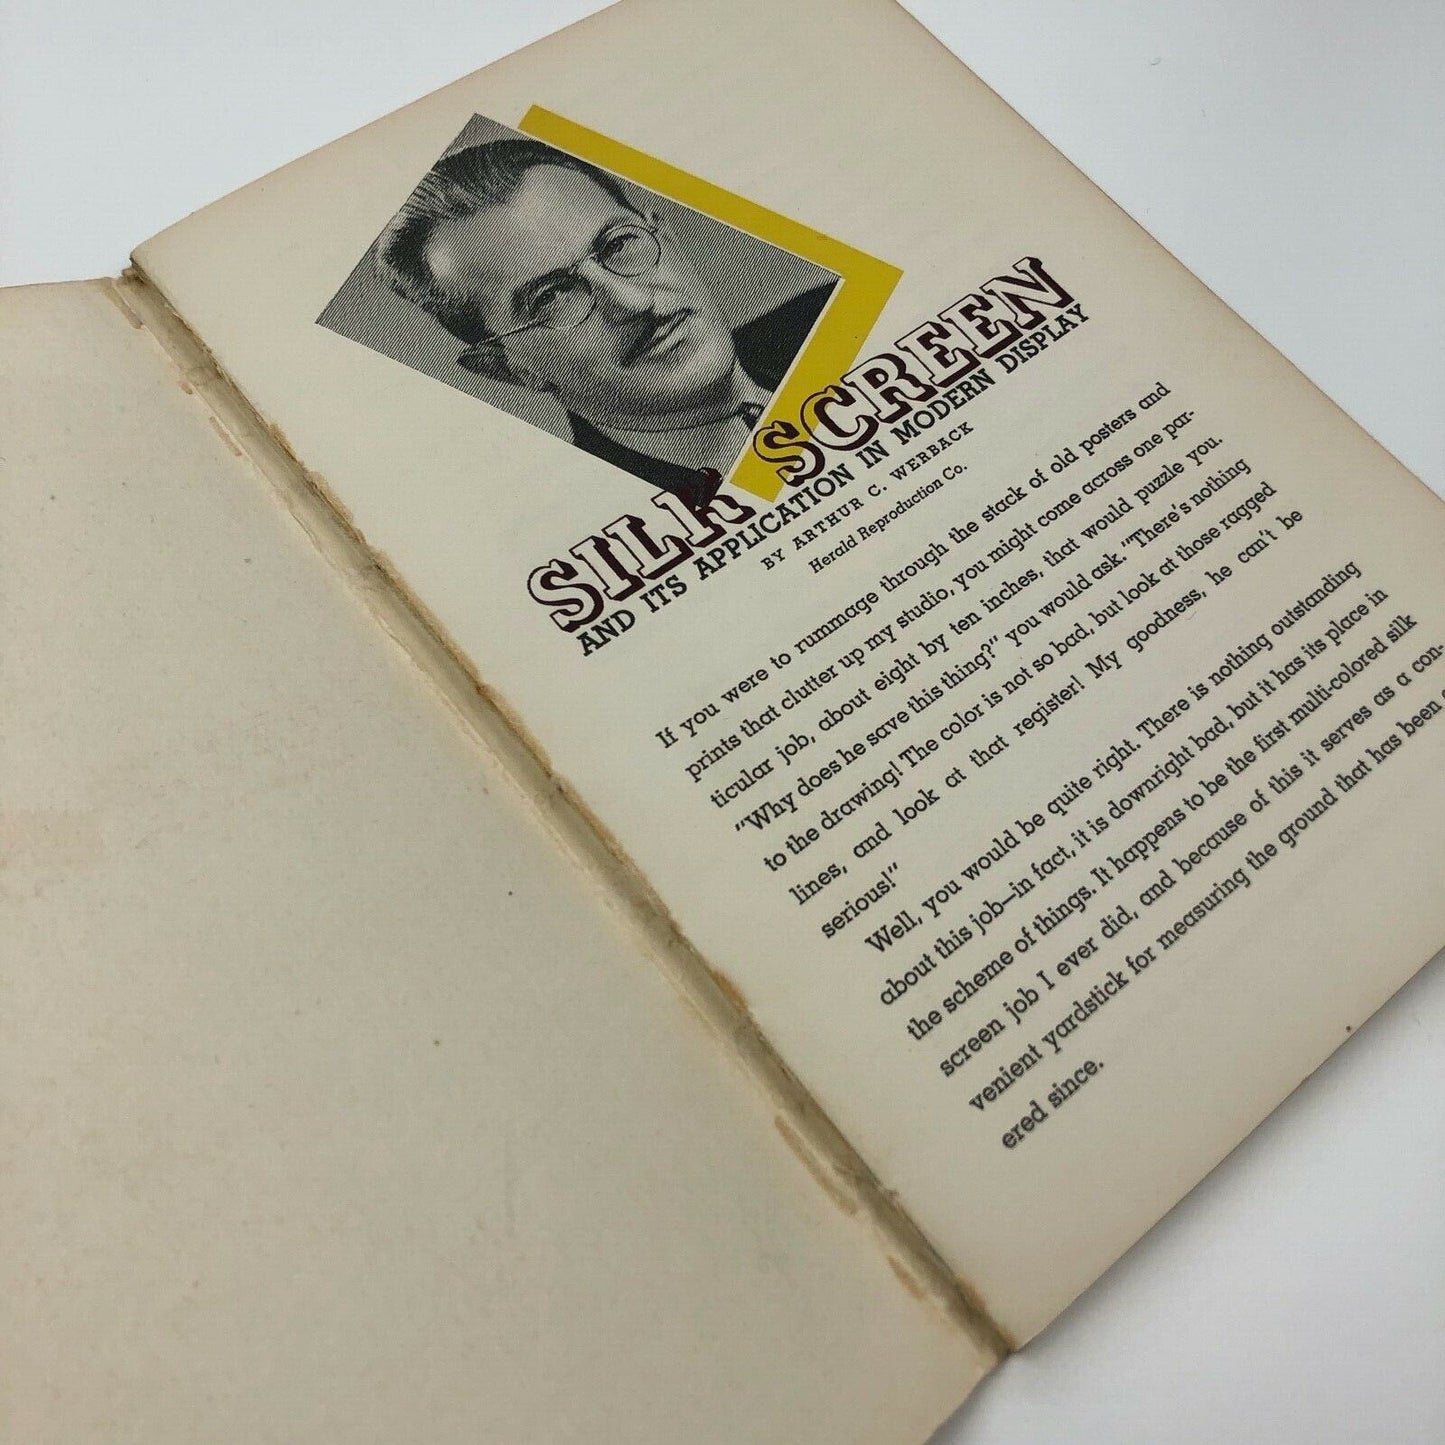 SILK SCREEN
AND ITS APPLICATION IN MODERN DISPLAY
BY ARTHUR C. WERBACK
Herald Reproduction Co.
If you were to rummage through the stack of old posters and
prints that clutter up my studio, you might come across one par-
ticular job, about eight by ten inches, that would puzzle you.
"Why does he save this thing?" you would ask. "There's nothing
to the drawing! The color is not so bad, but look at those ragged
lines, and look at that register! My goodness, he can't be
serious!"
Well, you would be quite right. There is nothing outstanding
about this job—in fact, it is downright bad, but it has its place in
the scheme of things. It happens to be the first multi-colored silk
screen job I ever did, and because of this it serves as a con-
venient yardstick for measuring the ground that has been
ered since.